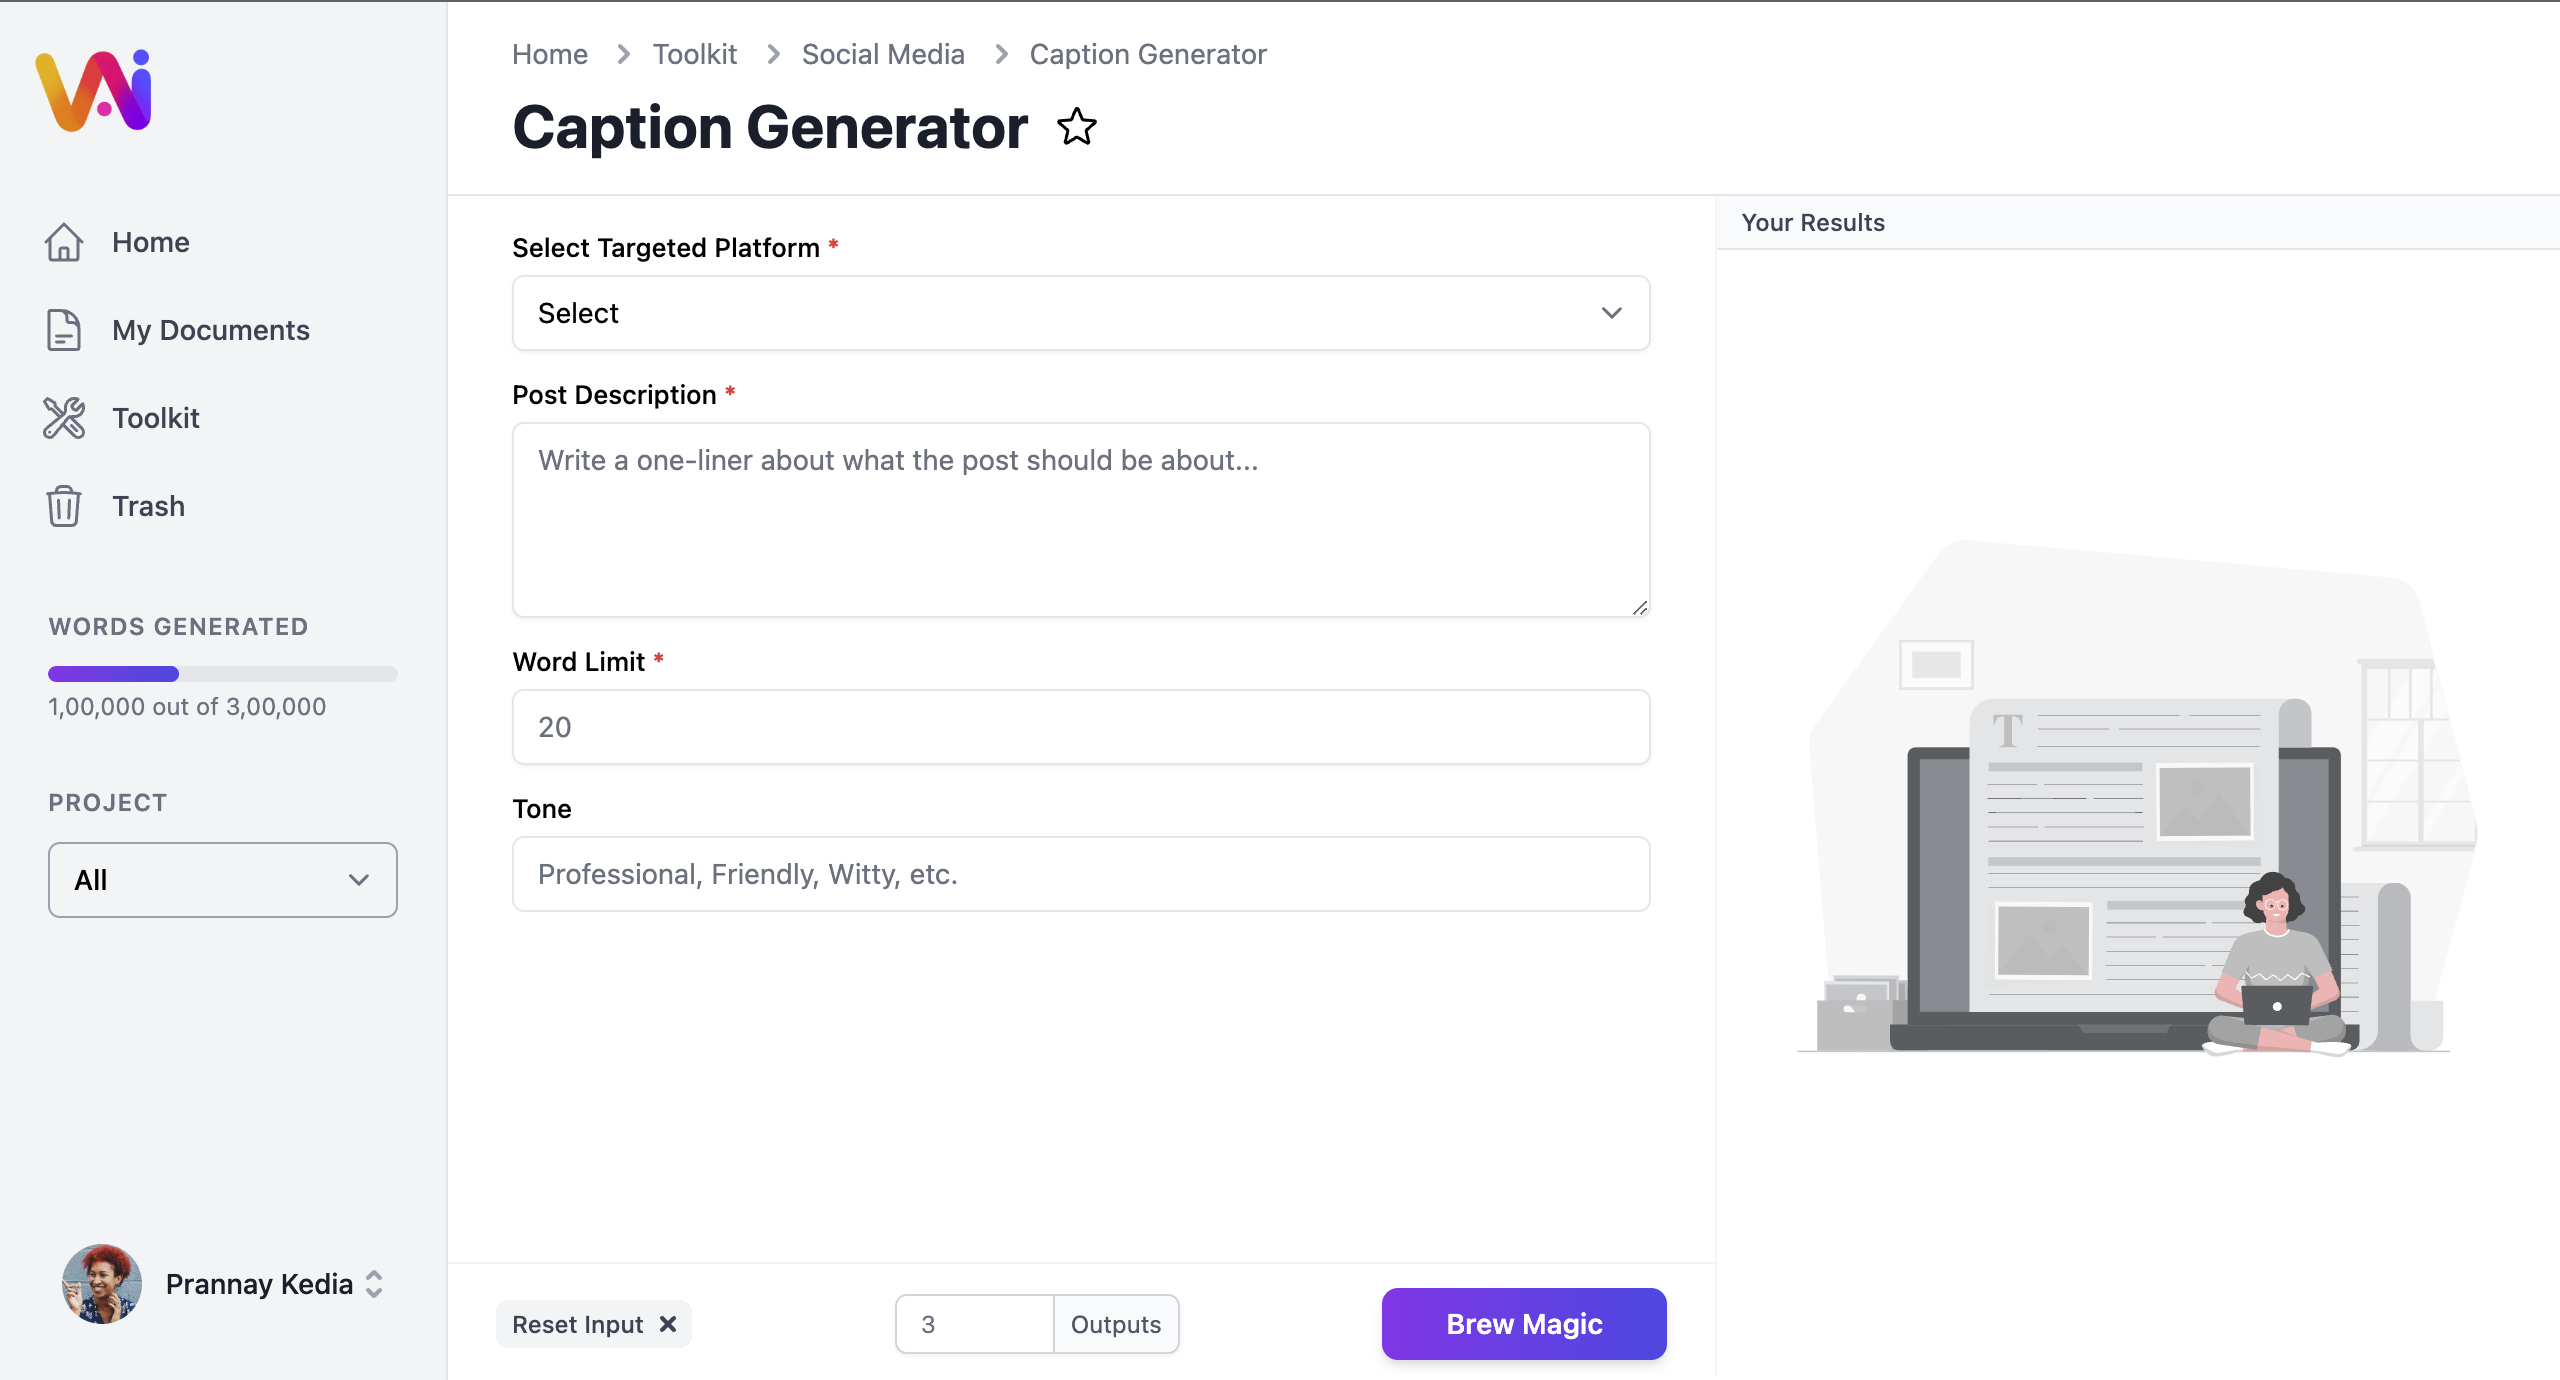 Home
My Documents
Toolkit
Trash
WORDS GENERATED
1,00,000 out of 3,00,000
PROJECT
All
Prannay Kedia
Home > Toolkit > Social Media > Caption Generator
Caption Generator
Select Targeted Platform *
Select
Post Description *
Write a one-liner about what the post should be about...
Word Limit *
20
Tone
Professional, Friendly, Witty, etc.
Reset Input ✕
3 Outputs
Brew Magic
Your Results
T